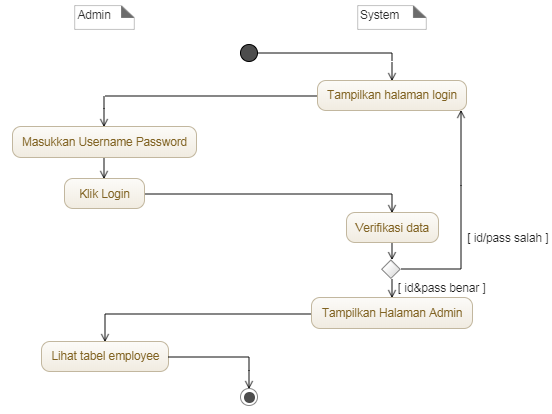 Admin
System
Tampilkan halaman login
Masukkan Username Password
Klik Login
Verifikasi data
[ id/pass salah ]
[ id&pass benar ]
Tampilkan Halaman Admin
Lihat tabel employee